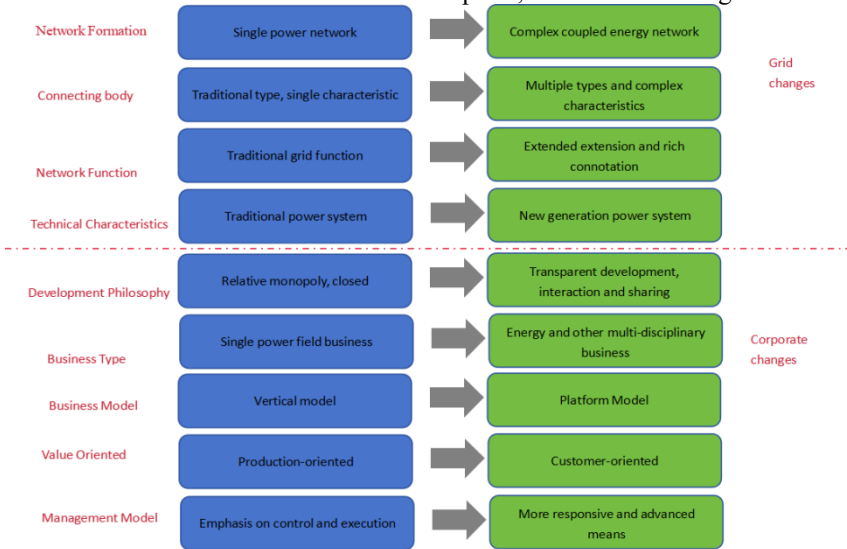 Network Formation
Single power network
Complex coupled energy network
Grid
changes
Connecting body
Traditional type, single characteristic
Multiple types and complex
characteristics
Network Function
Traditional grid function
Extended extension and rich
connotation
Technical Characteristics
Traditional power system
New generation power system
Development Philosophy
Relative monopoly, closed
Transparent development,
interaction and sharing
Business Type
Single power field business
Energy and other multi-disciplinary
business
Corporate
changes
Business Model
Vertical model
Platform Model
Value Oriented
Production-oriented
Customer-oriented
Management Model
Emphasis on control and execution
More responsive and advanced
means